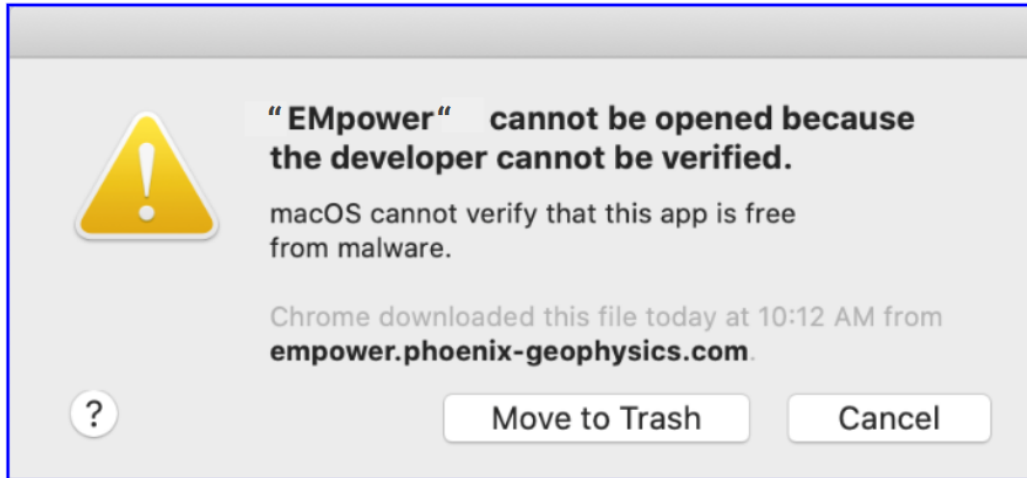 “EMpower“ cannot be opened because
the developer cannot be verified.
macOS cannot verify that this app is free
from malware.
Chrome downloaded this file today at 10:12 AM from
empower.phoenix-geophysics.com.
?
Move to Trash
Cancel